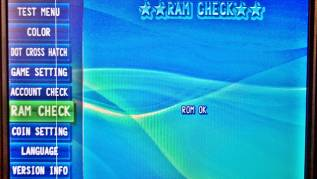 TEST MENU
COLOR
DOT CROSS HATCH
GAME SETTING
ACCOUNT CHECK
RAM CHECK
COIN SETTING
LANGUAGE
VERSION INFO
☆☆RAM CHECK☆☆
ROM OK